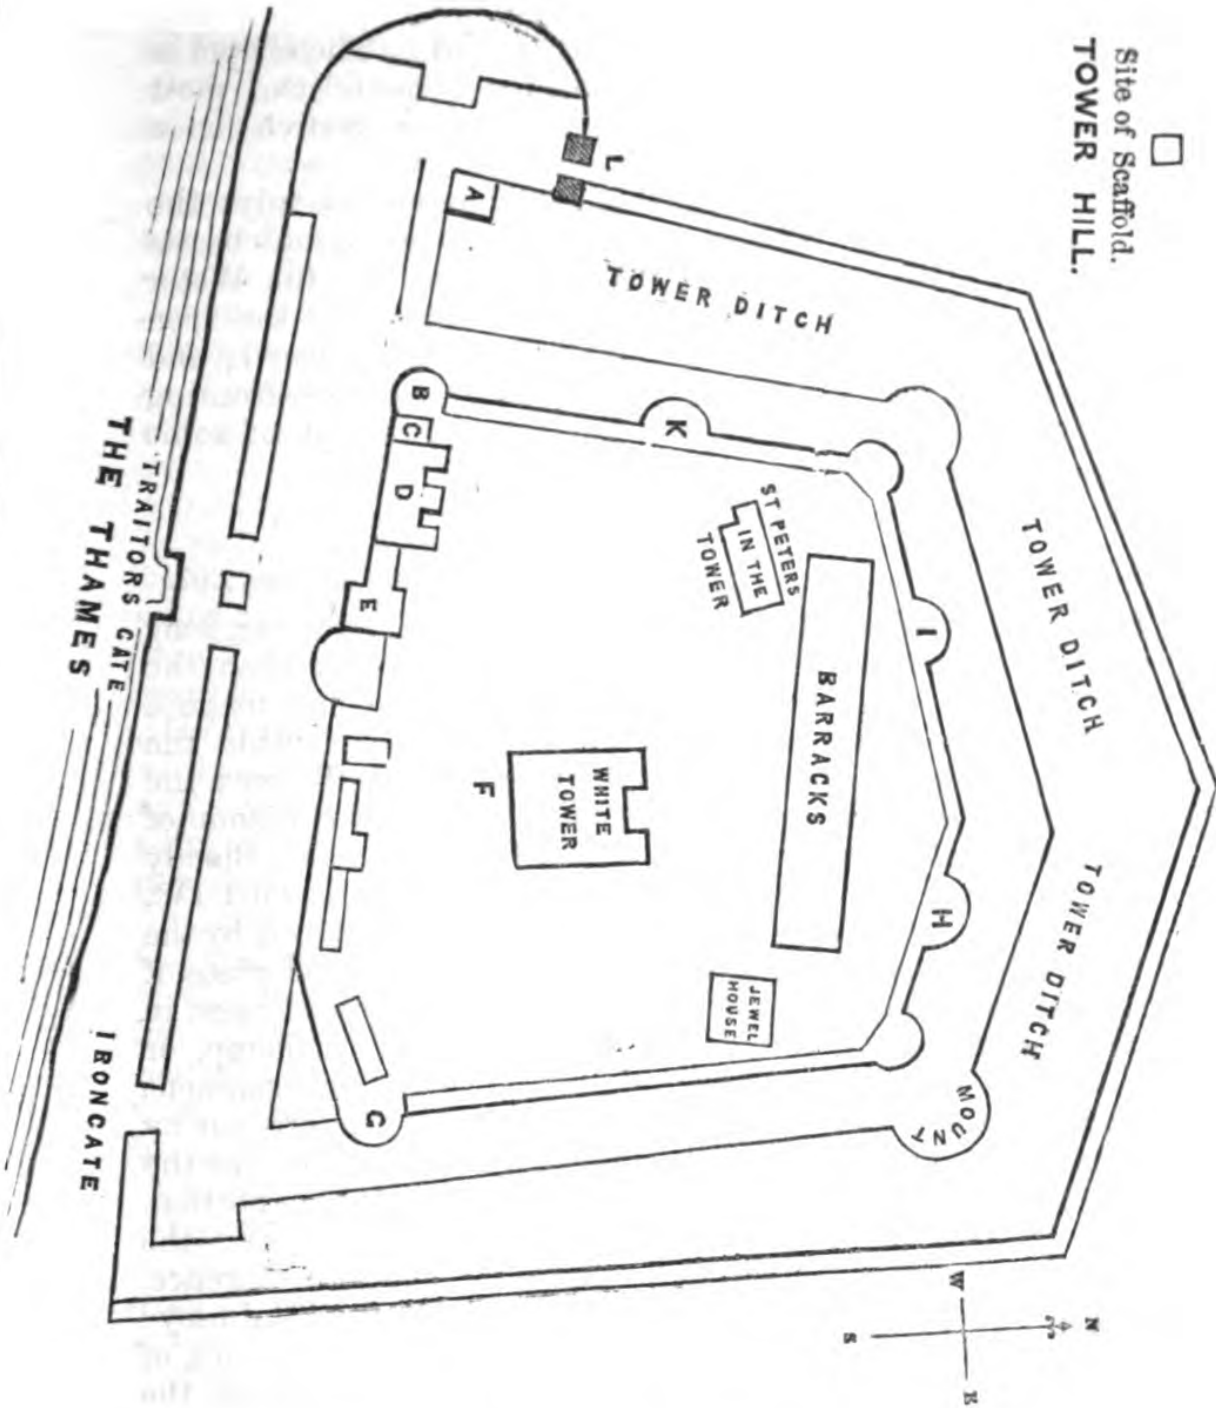 Site of Scaffold.
TOWER HILL.
L
A
TOWER DITCH
TOWER DITCH
TOWER DITCH
B
C
D
E
K
I
H
G
F
MOUNT
ST PETERS
IN THE
TOWER
BARRACKS
WHITE
TOWER
JEWEL
HOUSE
TRAITORS GATE
THE THAMES
IRONGATE
N
W
E
S